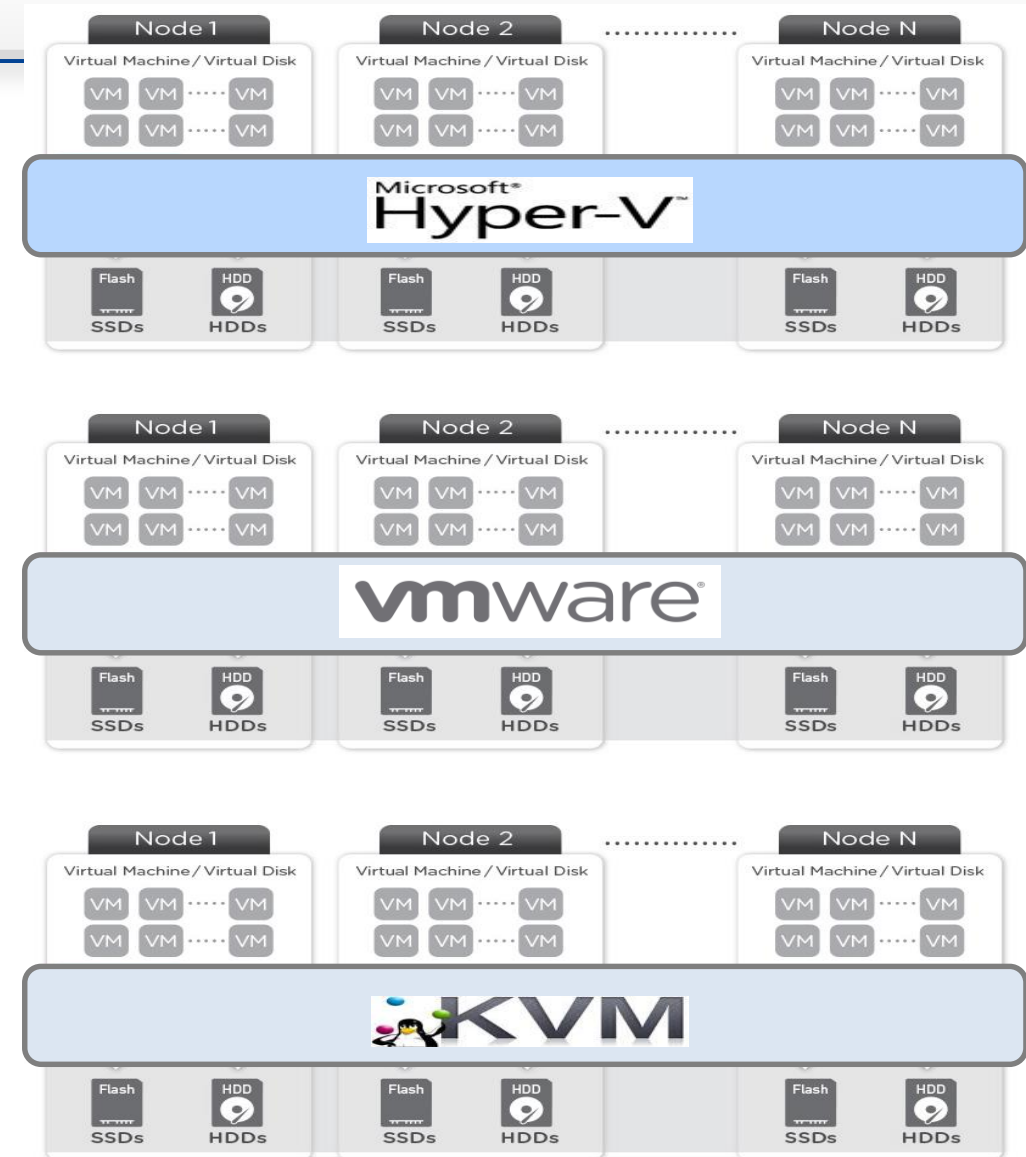 Node 1 Node 2 .............. Node N
Virtual Machine / Virtual Disk Virtual Machine / Virtual Disk Virtual Machine / Virtual Disk
VM VM ····· VM VM VM ····· VM VM VM ····· VM
VM VM ····· VM VM VM ····· VM VM VM ····· VM
Microsoft®
Hyper-V™
Flash HDD Flash HDD Flash HDD
SSDs HDDs SSDs HDDs SSDs HDDs
Node 1 Node 2 .............. Node N
Virtual Machine / Virtual Disk Virtual Machine / Virtual Disk Virtual Machine / Virtual Disk
VM VM ····· VM VM VM ····· VM VM VM ····· VM
VM VM ····· VM VM VM ····· VM VM VM ····· VM
vmware®
Flash HDD Flash HDD Flash HDD
SSDs HDDs SSDs HDDs SSDs HDDs
Node 1 Node 2 .............. Node N
Virtual Machine / Virtual Disk Virtual Machine / Virtual Disk Virtual Machine / Virtual Disk
VM VM ····· VM VM VM ····· VM VM VM ····· VM
VM VM ····· VM VM VM ····· VM VM VM ····· VM
KVM
Flash HDD Flash HDD Flash HDD
SSDs HDDs SSDs HDDs SSDs HDDs